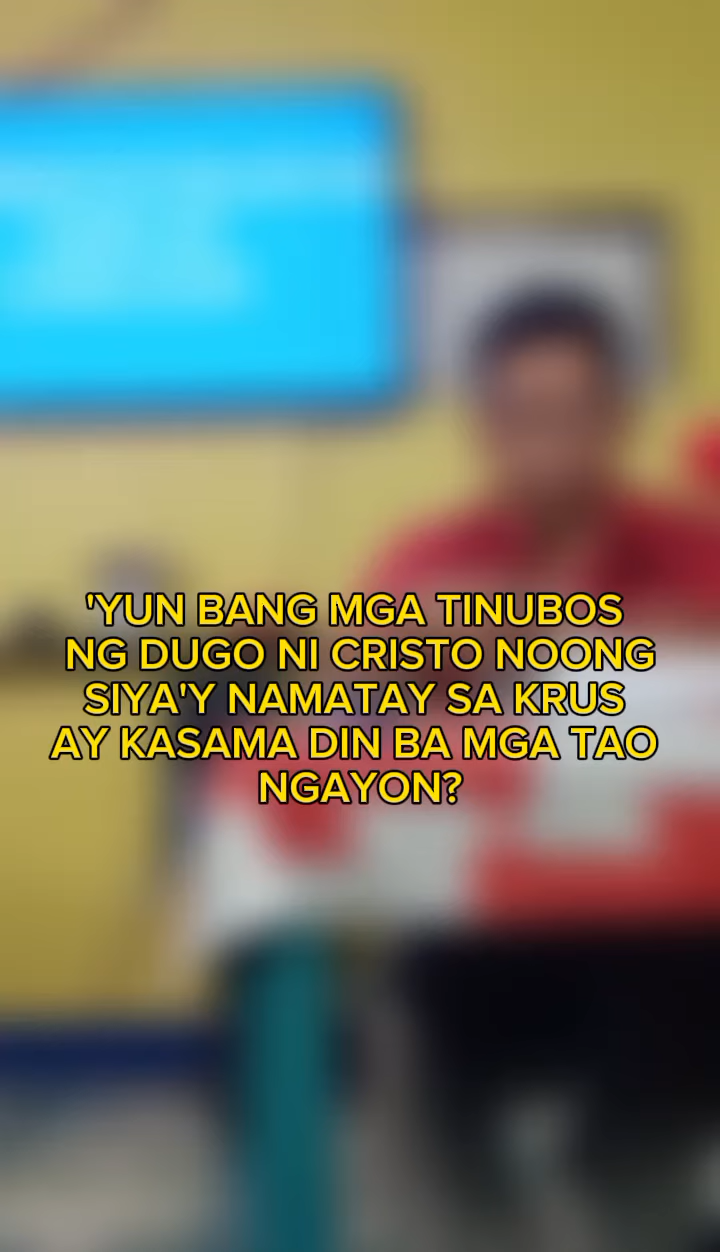 'YUN BANG MGA TINUBOS
NG DUGO NI CRISTO NOONG
SIYA'Y NAMATAY SA KRUS
AY KASAMA DIN BA MGA TAO
NGAYON?